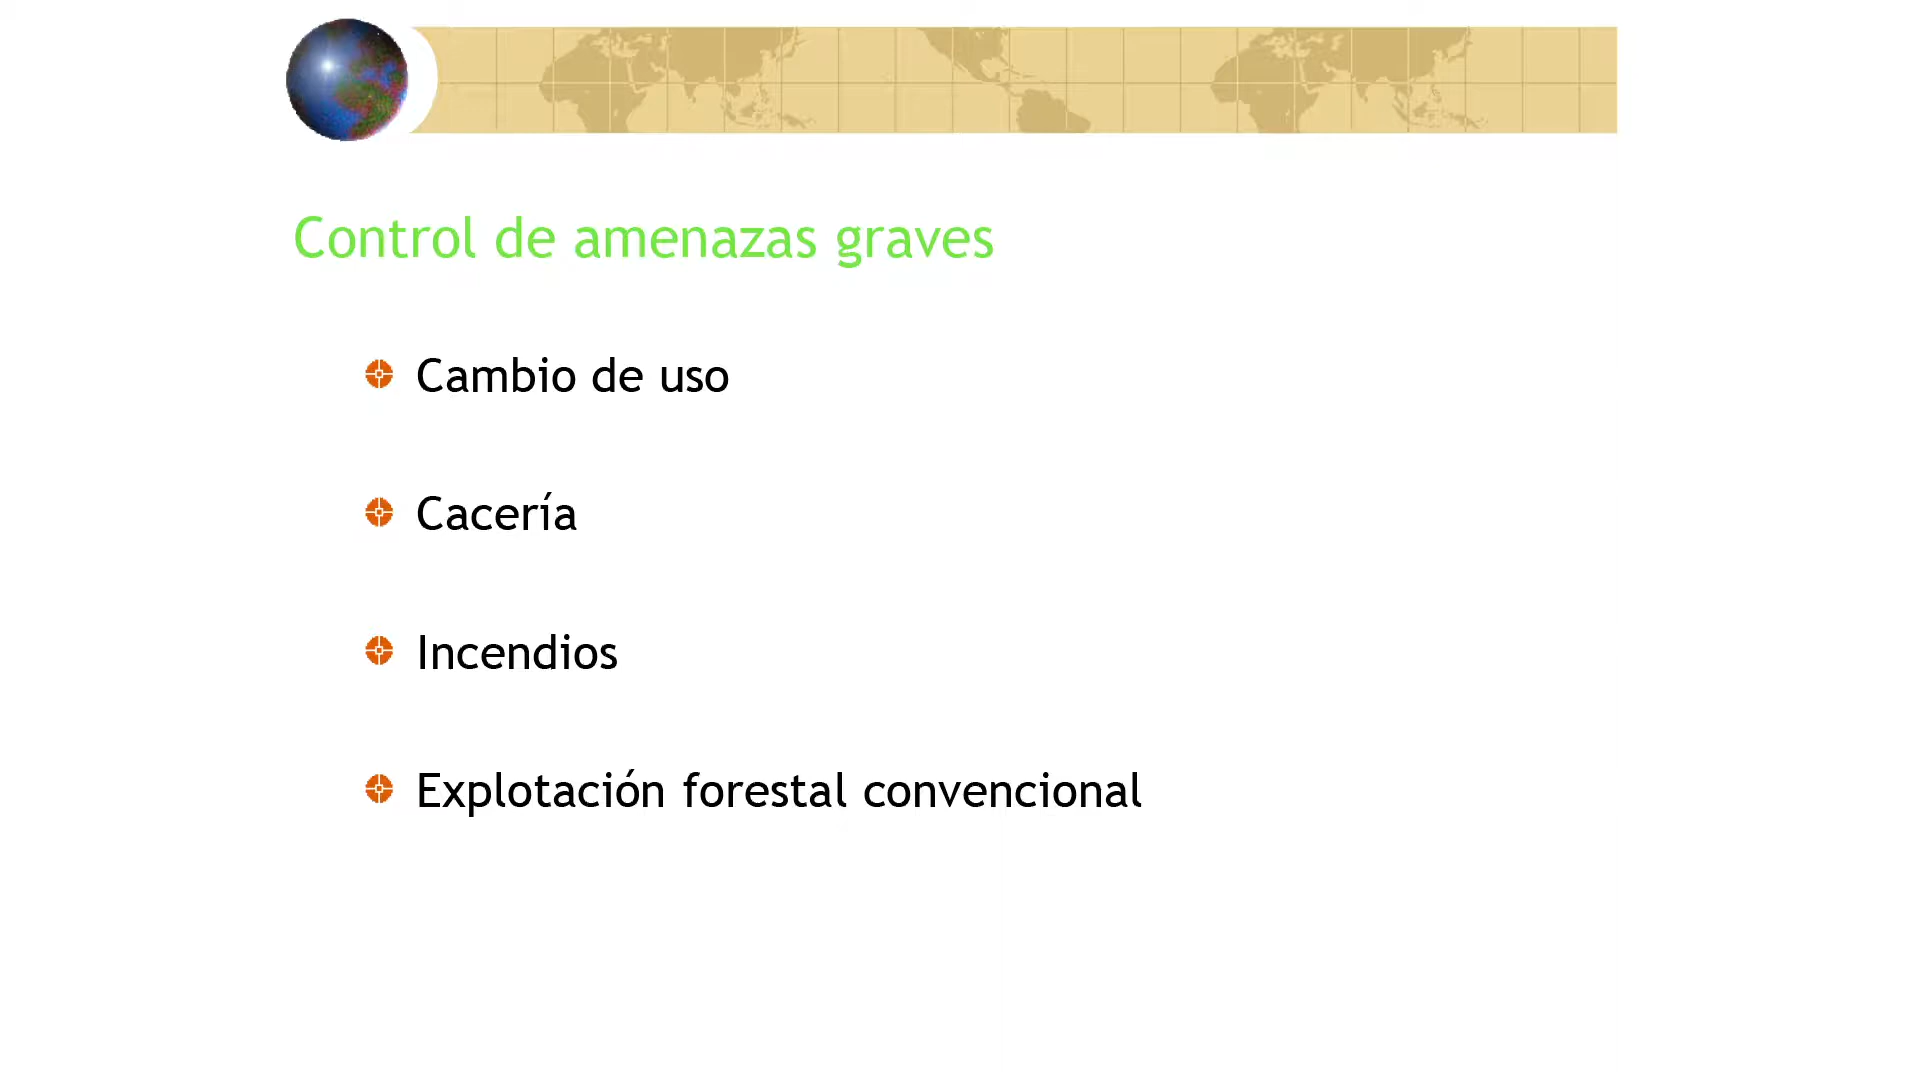 Control de amenazas graves
Cambio de uso
Cacería
Incendios
Explotación forestal convencional